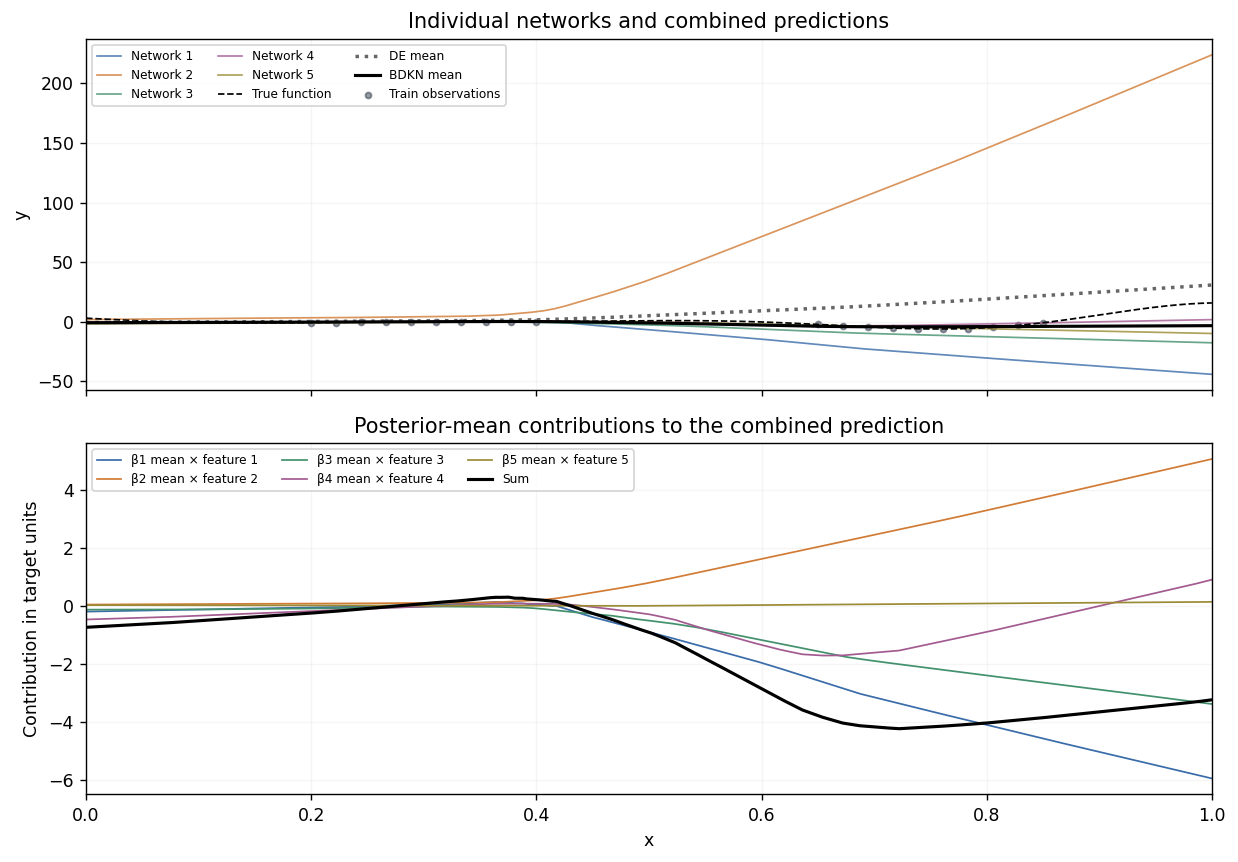 Individual networks and combined predictions
Network 1
Network 2
Network 3
Network 4
Network 5
True function
DE mean
BDKN mean
Train observations
200
150
100
50
0
−50
y
Posterior-mean contributions to the combined prediction
β1 mean × feature 1
β2 mean × feature 2
β3 mean × feature 3
β4 mean × feature 4
β5 mean × feature 5
Sum
4
2
0
−2
−4
−6
Contribution in target units
0.0 0.2 0.4 0.6 0.8 1.0
x